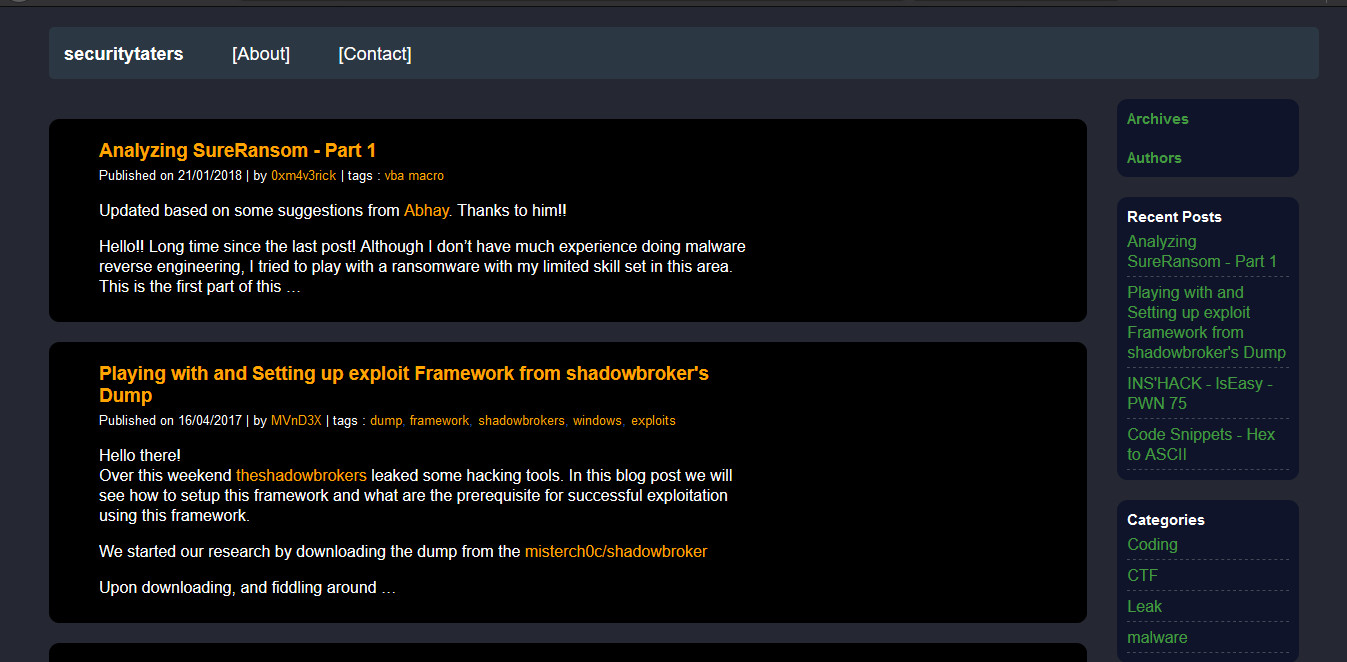 securitytaters [About] [Contact]
Analyzing SureRansom - Part 1
Published on 21/01/2018 | by 0xm4v3rick | tags : vba macro
Updated based on some suggestions from Abhay. Thanks to him!!
Hello!! Long time since the last post! Although I don’t have much experience doing malware
reverse engineering, I tried to play with a ransomware with my limited skill set in this area.
This is the first part of this …
Playing with and Setting up exploit Framework from shadowbroker's
Dump
Published on 16/04/2017 | by MVnD3X | tags : dump, framework, shadowbrokers, windows, exploits
Hello there!
Over this weekend theshadowbrokers leaked some hacking tools. In this blog post we will
see how to setup this framework and what are the prerequisite for successful exploitation
using this framework.
We started our research by downloading the dump from the misterch0c/shadowbroker
Upon downloading, and fiddling around …
Archives
Authors
Recent Posts
Analyzing
SureRansom - Part 1
Playing with and
Setting up exploit
Framework from
shadowbroker's Dump
INS'HACK - IsEasy -
PWN 75
Code Snippets - Hex
to ASCII
Categories
Coding
CTF
Leak
malware